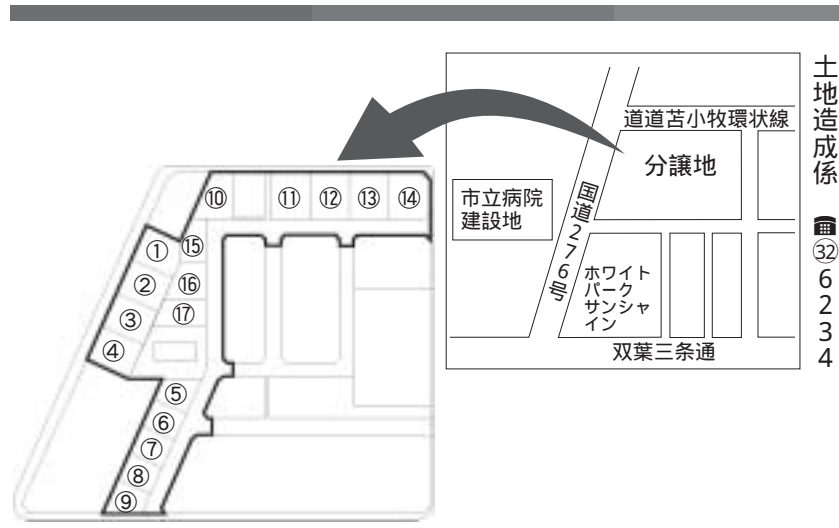 土地造成係 ☎㉜6234
道道苫小牧環状線
分譲地
国道276号
市立病院
建設地
ホワイト
パーク
サンシャ
イン
双葉三条通
⑩ ⑪ ⑫ ⑬ ⑭
① ⑮
② ⑯
③ ⑰
④
⑤
⑥
⑦
⑧
⑨